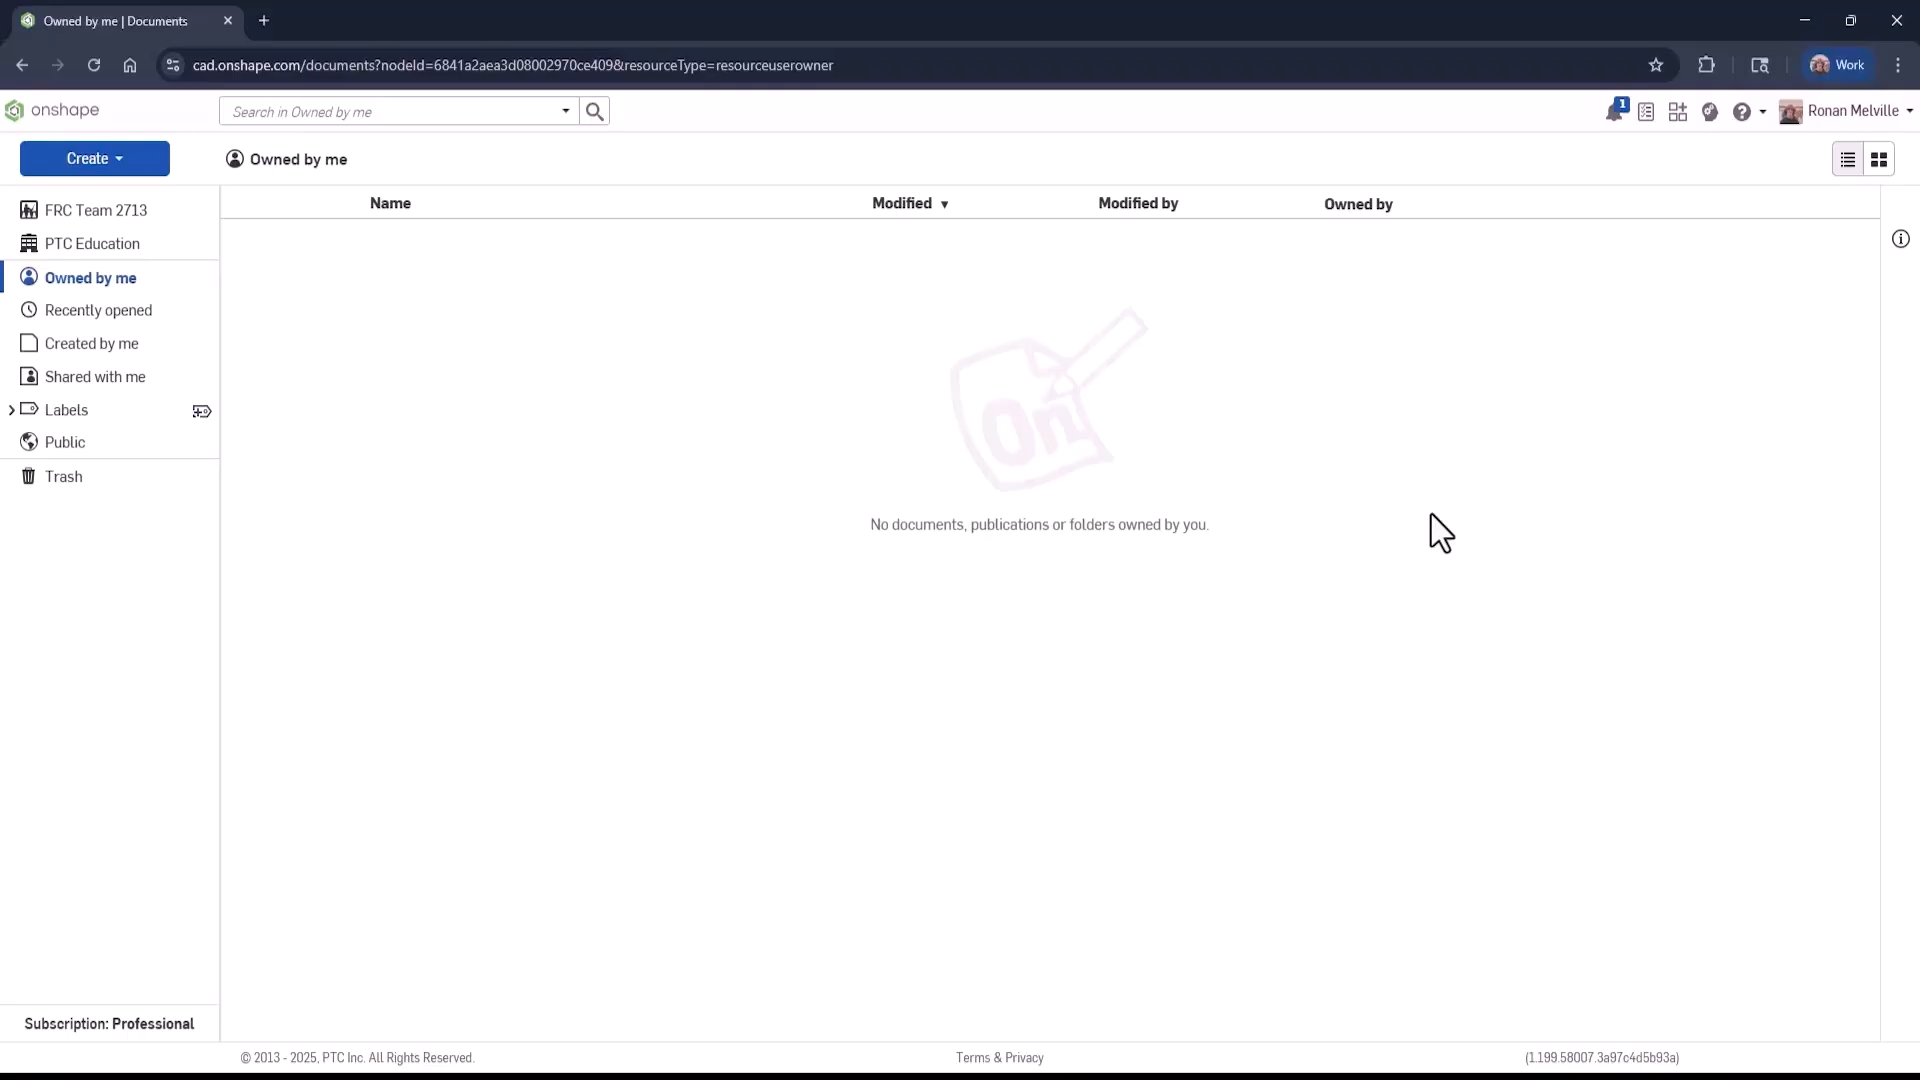 Owned by me | Documents
cad.onshape.com/documents?nodeId=6841a2aea3d08002970ce409&resourceType=resourceuserowner
Work
onshape
Search in Owned by me
1
Ronan Melville
Create
Owned by me
Name
Modified
Modified by
Owned by
FRC Team 2713
PTC Education
Owned by me
Recently opened
Created by me
Shared with me
Labels
Public
Trash
On
No documents, publications or folders owned by you.
Subscription: Professional
© 2013 - 2025, PTC Inc. All Rights Reserved.
Terms & Privacy
(1.199.58007.3a97c4d5b93a)